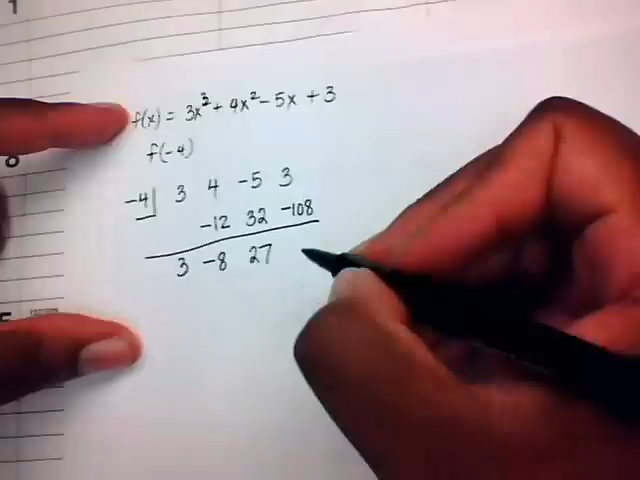 f(x) = 3x³ + 4x² - 5x + 3
f(-4)
-4| 3 4 -5 3
-12 32 -108
3 -8 27